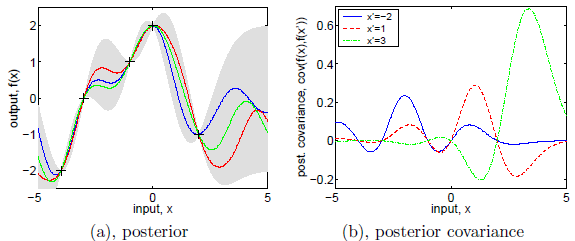 2
1
0
−1
−2
−5
0
5
output, f(x)
input, x
(a), posterior
0.6
0.4
0.2
0
−0.2
−5
0
5
post. covariance, cov(f(x),f(x'))
x'=−2
x'=1
x'=3
input, x
(b), posterior covariance